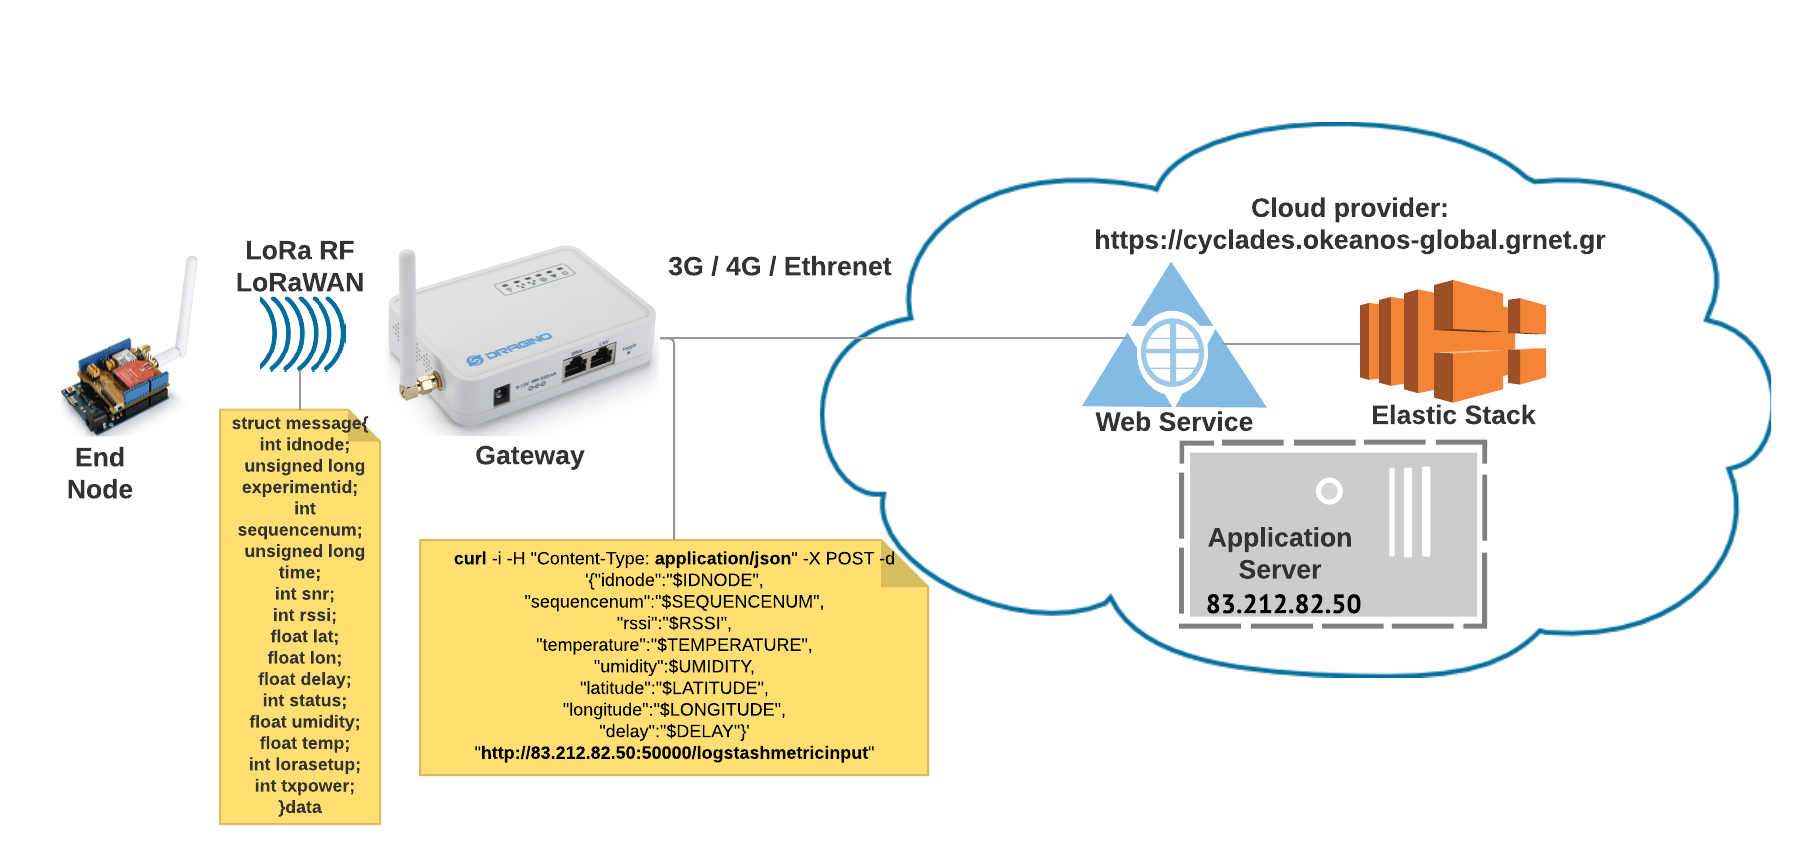 LoRa RF
LoRaWAN
End
Node
struct message{
int idnode;
unsigned long
experimentid;
int
sequencenum;
unsigned long
time;
int snr;
int rssi;
float lat;
float lon;
float delay;
int status;
float umidity;
float temp;
int lorasetup;
int txpower;
}data
DRAGINO
Gateway
3G / 4G / Ethrenet
curl -i -H "Content-Type: application/json" -X POST -d
'{"idnode":"$IDNODE",
"sequencenum":"$SEQUENCENUM",
"rssi":"$RSSI",
"temperature":"$TEMPERATURE",
"umidity":$UMIDITY,
"latitude":"$LATITUDE",
"longitude":"$LONGITUDE",
"delay":"$DELAY"}'
"http://83.212.82.50:50000/logstashmetricinput"
Cloud provider:
https://cyclades.okeanos-global.grnet.gr
Web Service
Elastic Stack
Application
Server
83.212.82.50